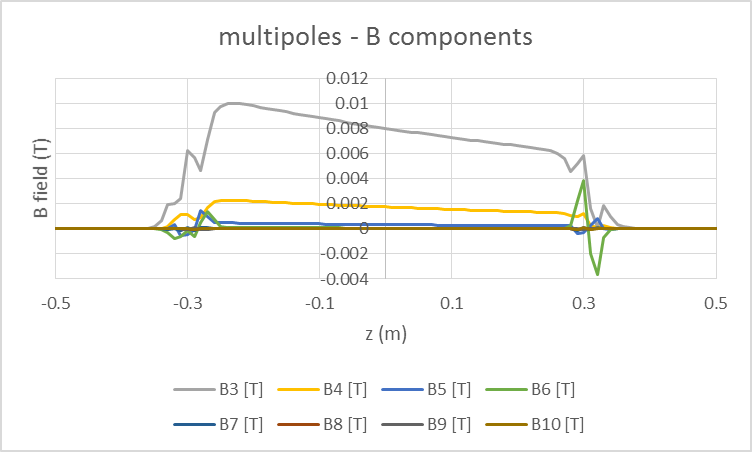 multipoles - B components
0.012
0.01
0.008
0.006
0.004
0.002
0
-0.002
-0.004
B field (T)
-0.5 -0.3 -0.1 0.1 0.3 0.5
z (m)
B3 [T] B4 [T] B5 [T] B6 [T]
B7 [T] B8 [T] B9 [T] B10 [T]